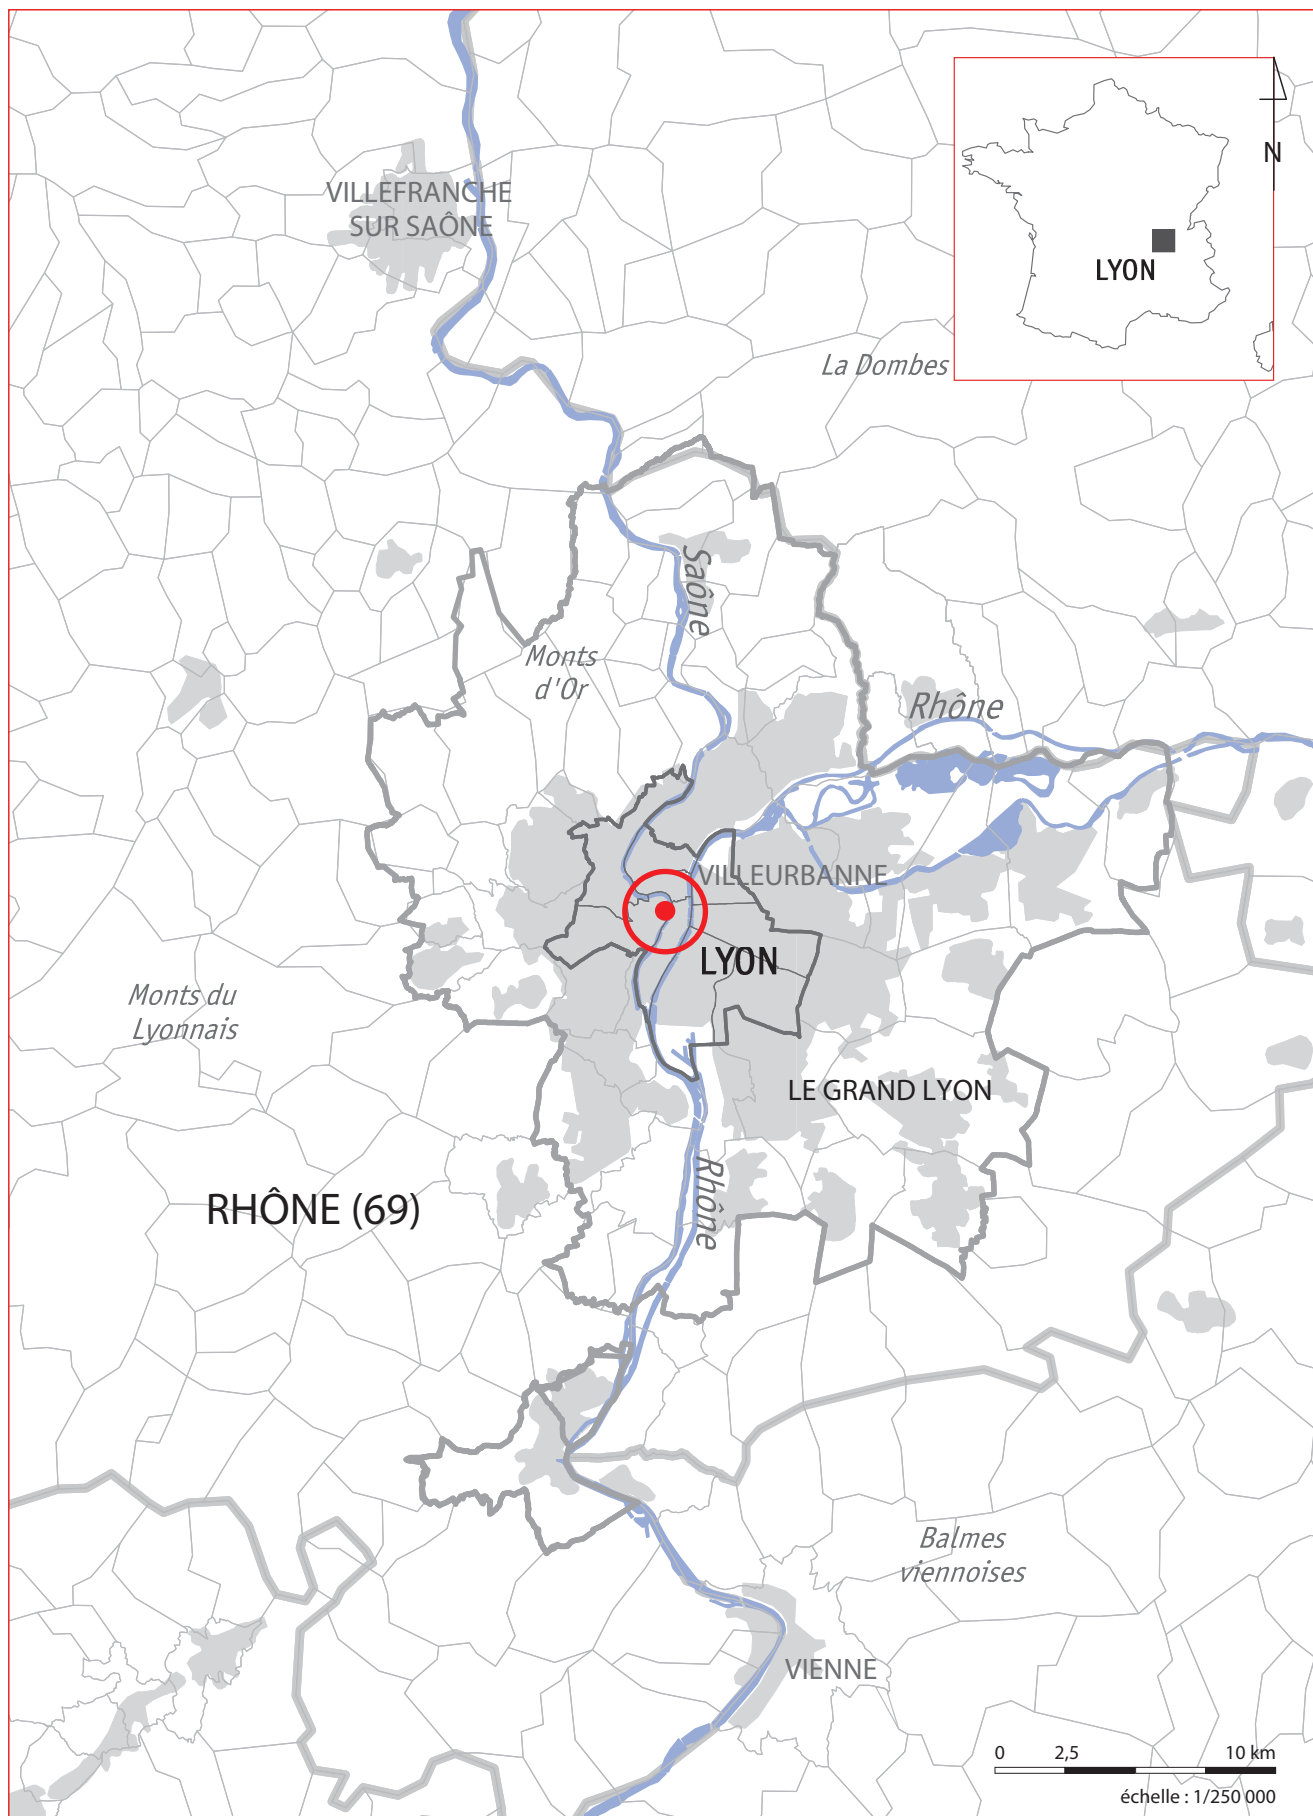 N
LYON
VILLEFRANCHE
SUR SAÔNE
La Dombes
Saône
Monts
d'Or
Rhône
VILLEURBANNE
LYON
Monts du
Lyonnais
LE GRAND LYON
Rhône
RHÔNE (69)
Balmes
viennoises
VIENNE
0 2,5 10 km
échelle : 1/250 000